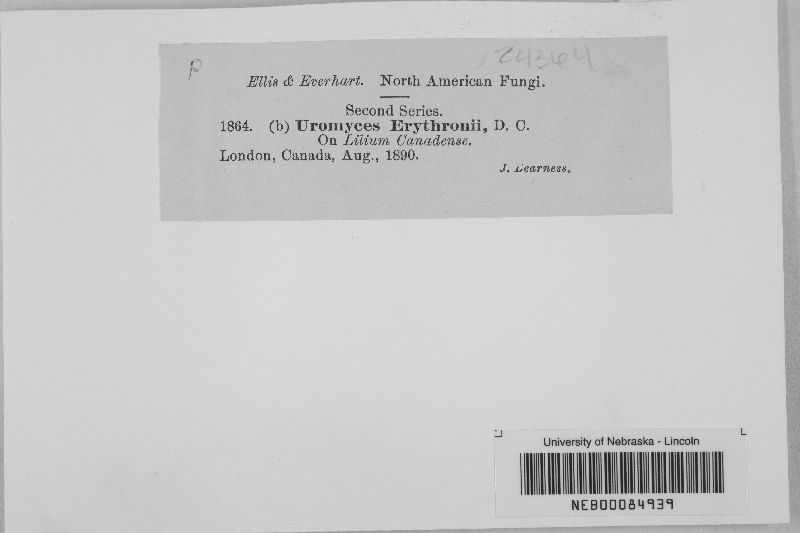 p 24364
Ellis & Everhart. North American Fungi.
Second Series.
1864. (b) Uromyces Erythronii, D. C.
On Lilium Canadense.
London, Canada, Aug., 1890.
J. Dearness.
University of Nebraska - Lincoln
NEB00084939